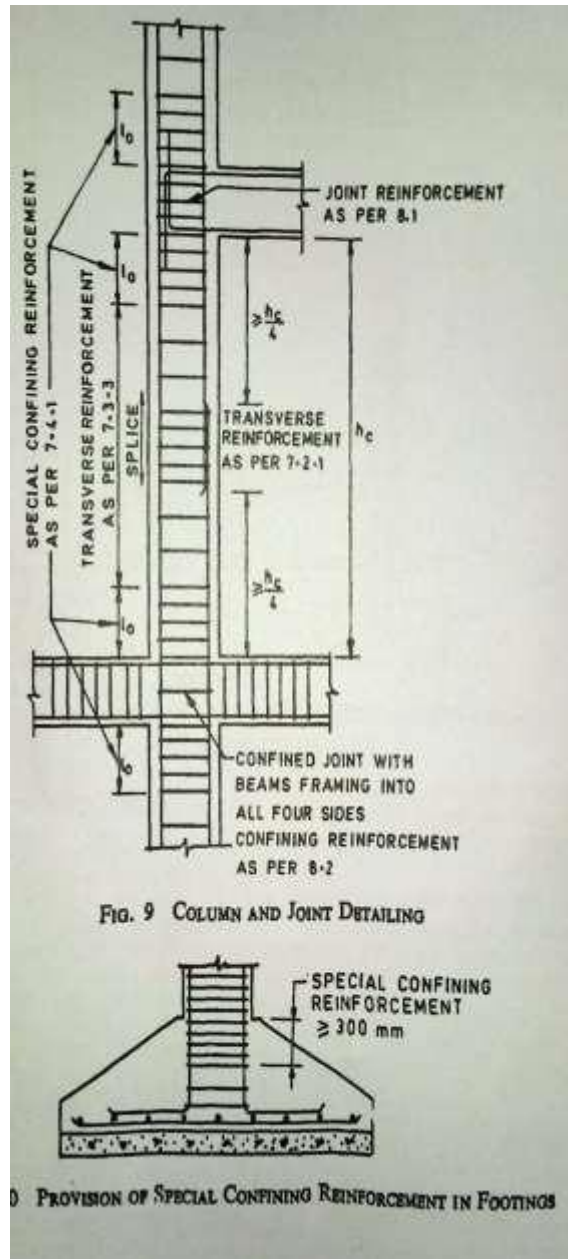 l₀
JOINT REINFORCEMENT
AS PER 8.1
SPECIAL CONFINING REINFORCEMENT
AS PER 7·4·1
l₀
TRANSVERSE REINFORCEMENT
AS PER 7·3·3
SPLICE
≥ hc/4
TRANSVERSE
REINFORCEMENT
AS PER 7·2·1
hc
≥ hc/4
l₀
CONFINED JOINT WITH
BEAMS FRAMING INTO
ALL FOUR SIDES
CONFINING REINFORCEMENT
AS PER 8·2
FIG. 9 COLUMN AND JOINT DETAILING
SPECIAL CONFINING
REINFORCEMENT
≥ 300 mm
0 PROVISION OF SPECIAL CONFINING REINFORCEMENT IN FOOTINGS